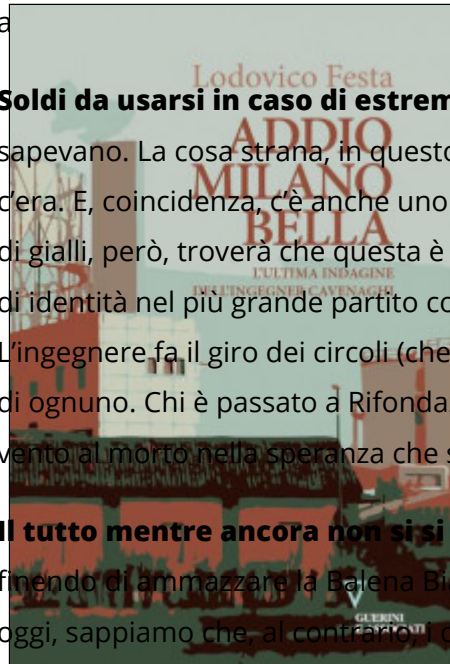 a
Lodovico Festa
Soldi da usarsi in caso di estrem
ADDIO
sapevano. La cosa strana, in questo
MILANO
c'era. E, coincidenza, c'è anche uno
BELLA
di gialli, però, troverà che questa è
L'ULTIMA INDAGINE
DELL'INGEGNER CAVENAGHI
di identità nel più grande partito co
L'ingegnere fa il giro dei circoli (che
di ognuno. Chi è passato a Rifonda
vento al morto nella speranza che s
Il tutto mentre ancora non si si
finendo di ammazzare la Balena Bi
GUERINI
oggi, sappiamo che, al contrario, i c